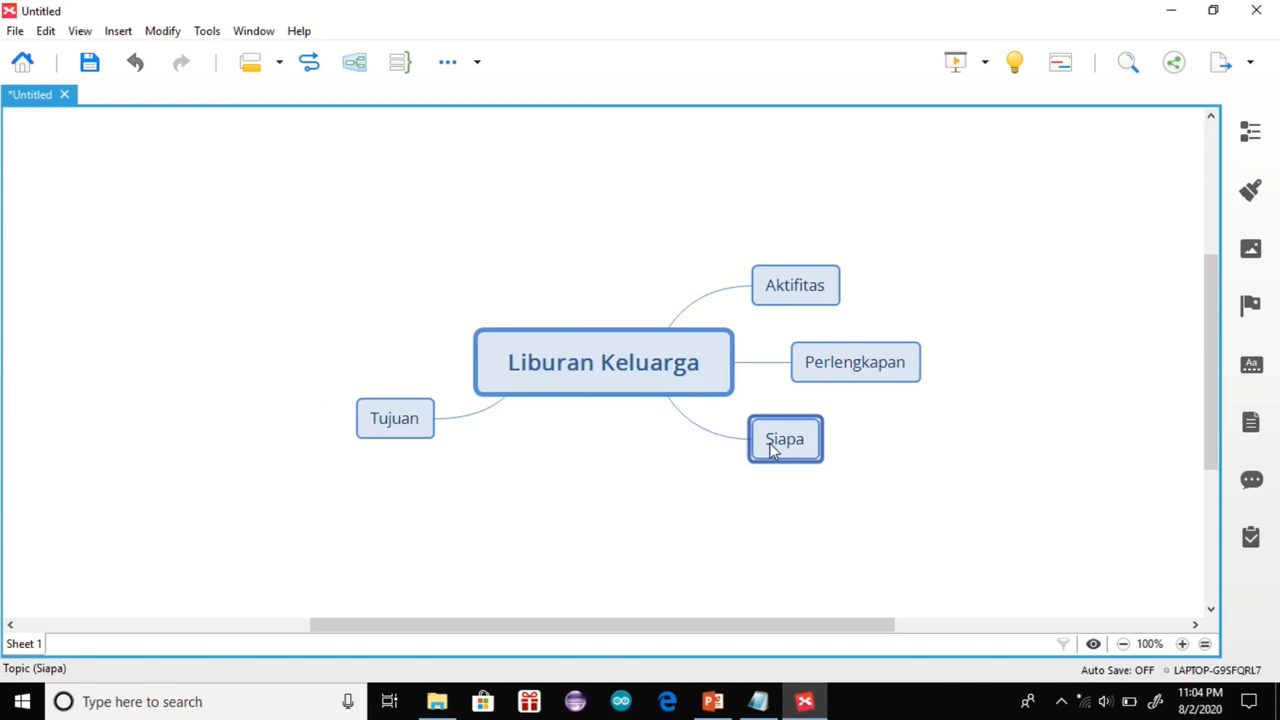 Untitled
File Edit View Insert Modify Tools Window Help
*Untitled
Aktifitas
Liburan Keluarga
Perlengkapan
Tujuan
Siapa
Sheet 1
100%
Topic (Siapa)
Auto Save: OFF
LAPTOP-G9SFQRL7
Type here to search
11:04 PM
8/2/2020
Aa